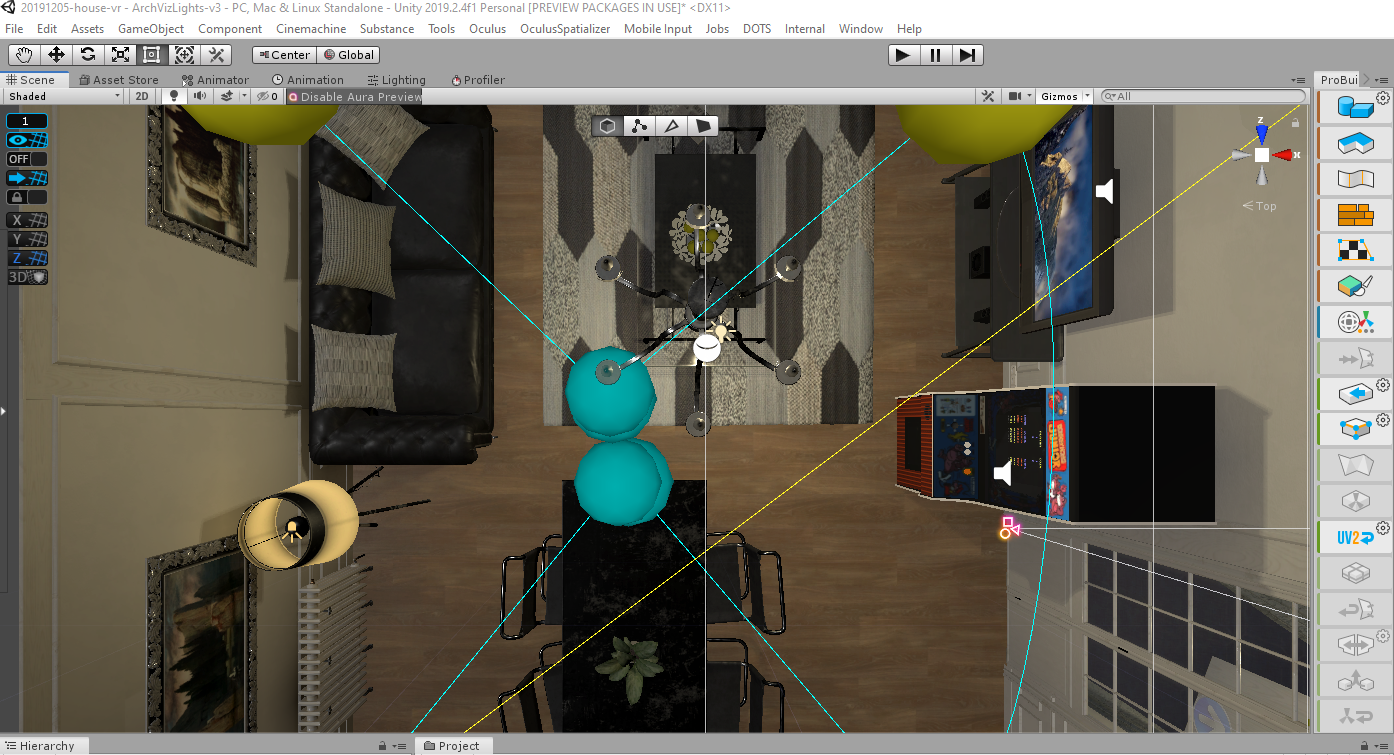 20191205-house-vr - ArchVizLights-v3 - PC, Mac & Linux Standalone - Unity 2019.2.4f1 Personal [PREVIEW PACKAGES IN USE]* <DX11>
File Edit Assets GameObject Component Cinemachine Substance Tools Oculus OculusSpatializer Mobile Input Jobs DOTS Internal Window Help
Center Global
Scene Asset Store Animator Animation Lighting Profiler ProBui
Shaded 2D 0 Disable Aura Preview Gizmos All
1
OFF
X
Y
Z
3D
z
x
Top
UV2
Hierarchy Project